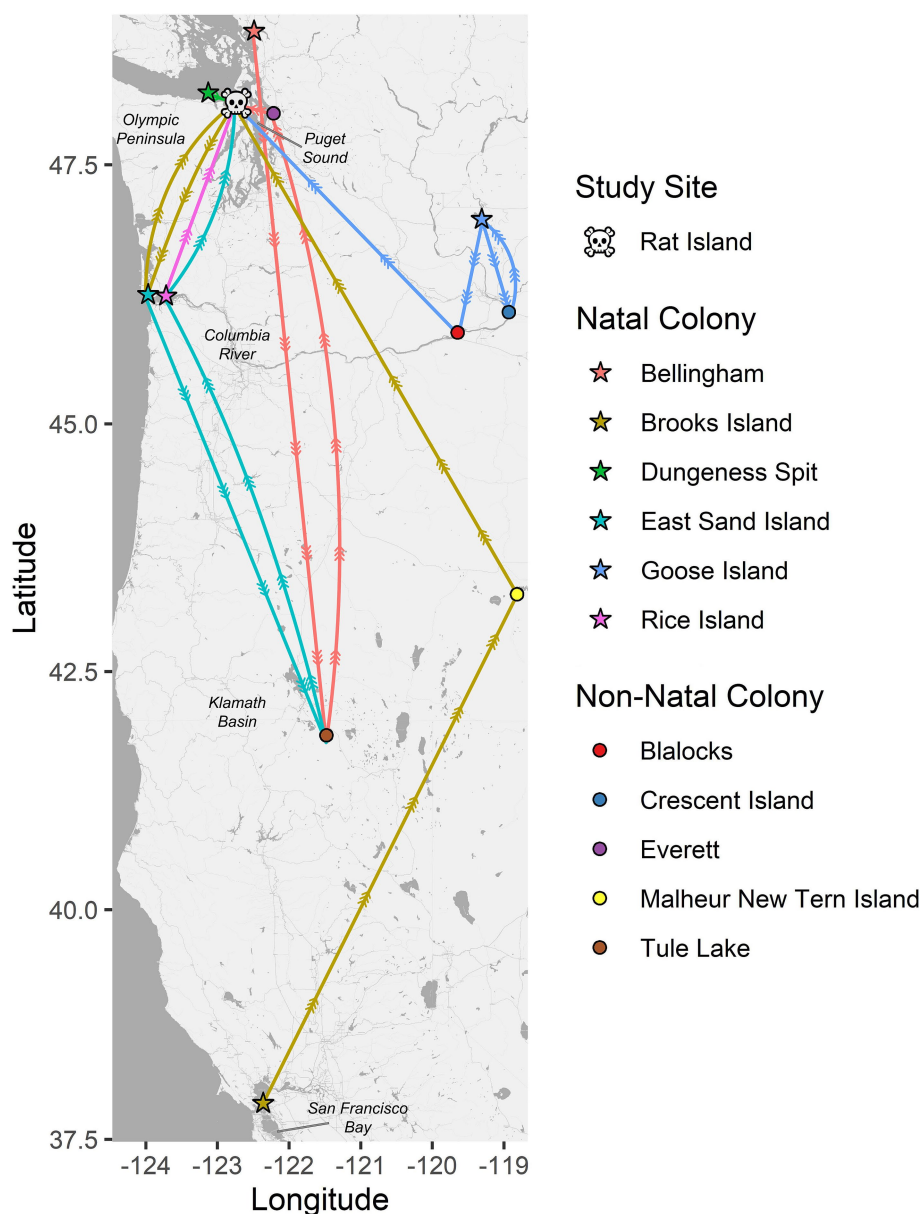 Olympic
Peninsula
Puget
Sound
47.5
Columbia
River
45.0
Latitude
42.5
Klamath
Basin
40.0
San Francisco
Bay
37.5
-124
-123
-122
-121
-120
-119
Longitude
Study Site
Rat Island
Natal Colony
Bellingham
Brooks Island
Dungeness Spit
East Sand Island
Goose Island
Rice Island
Non-Natal Colony
Blalocks
Crescent Island
Everett
Malheur New Tern Island
Tule Lake